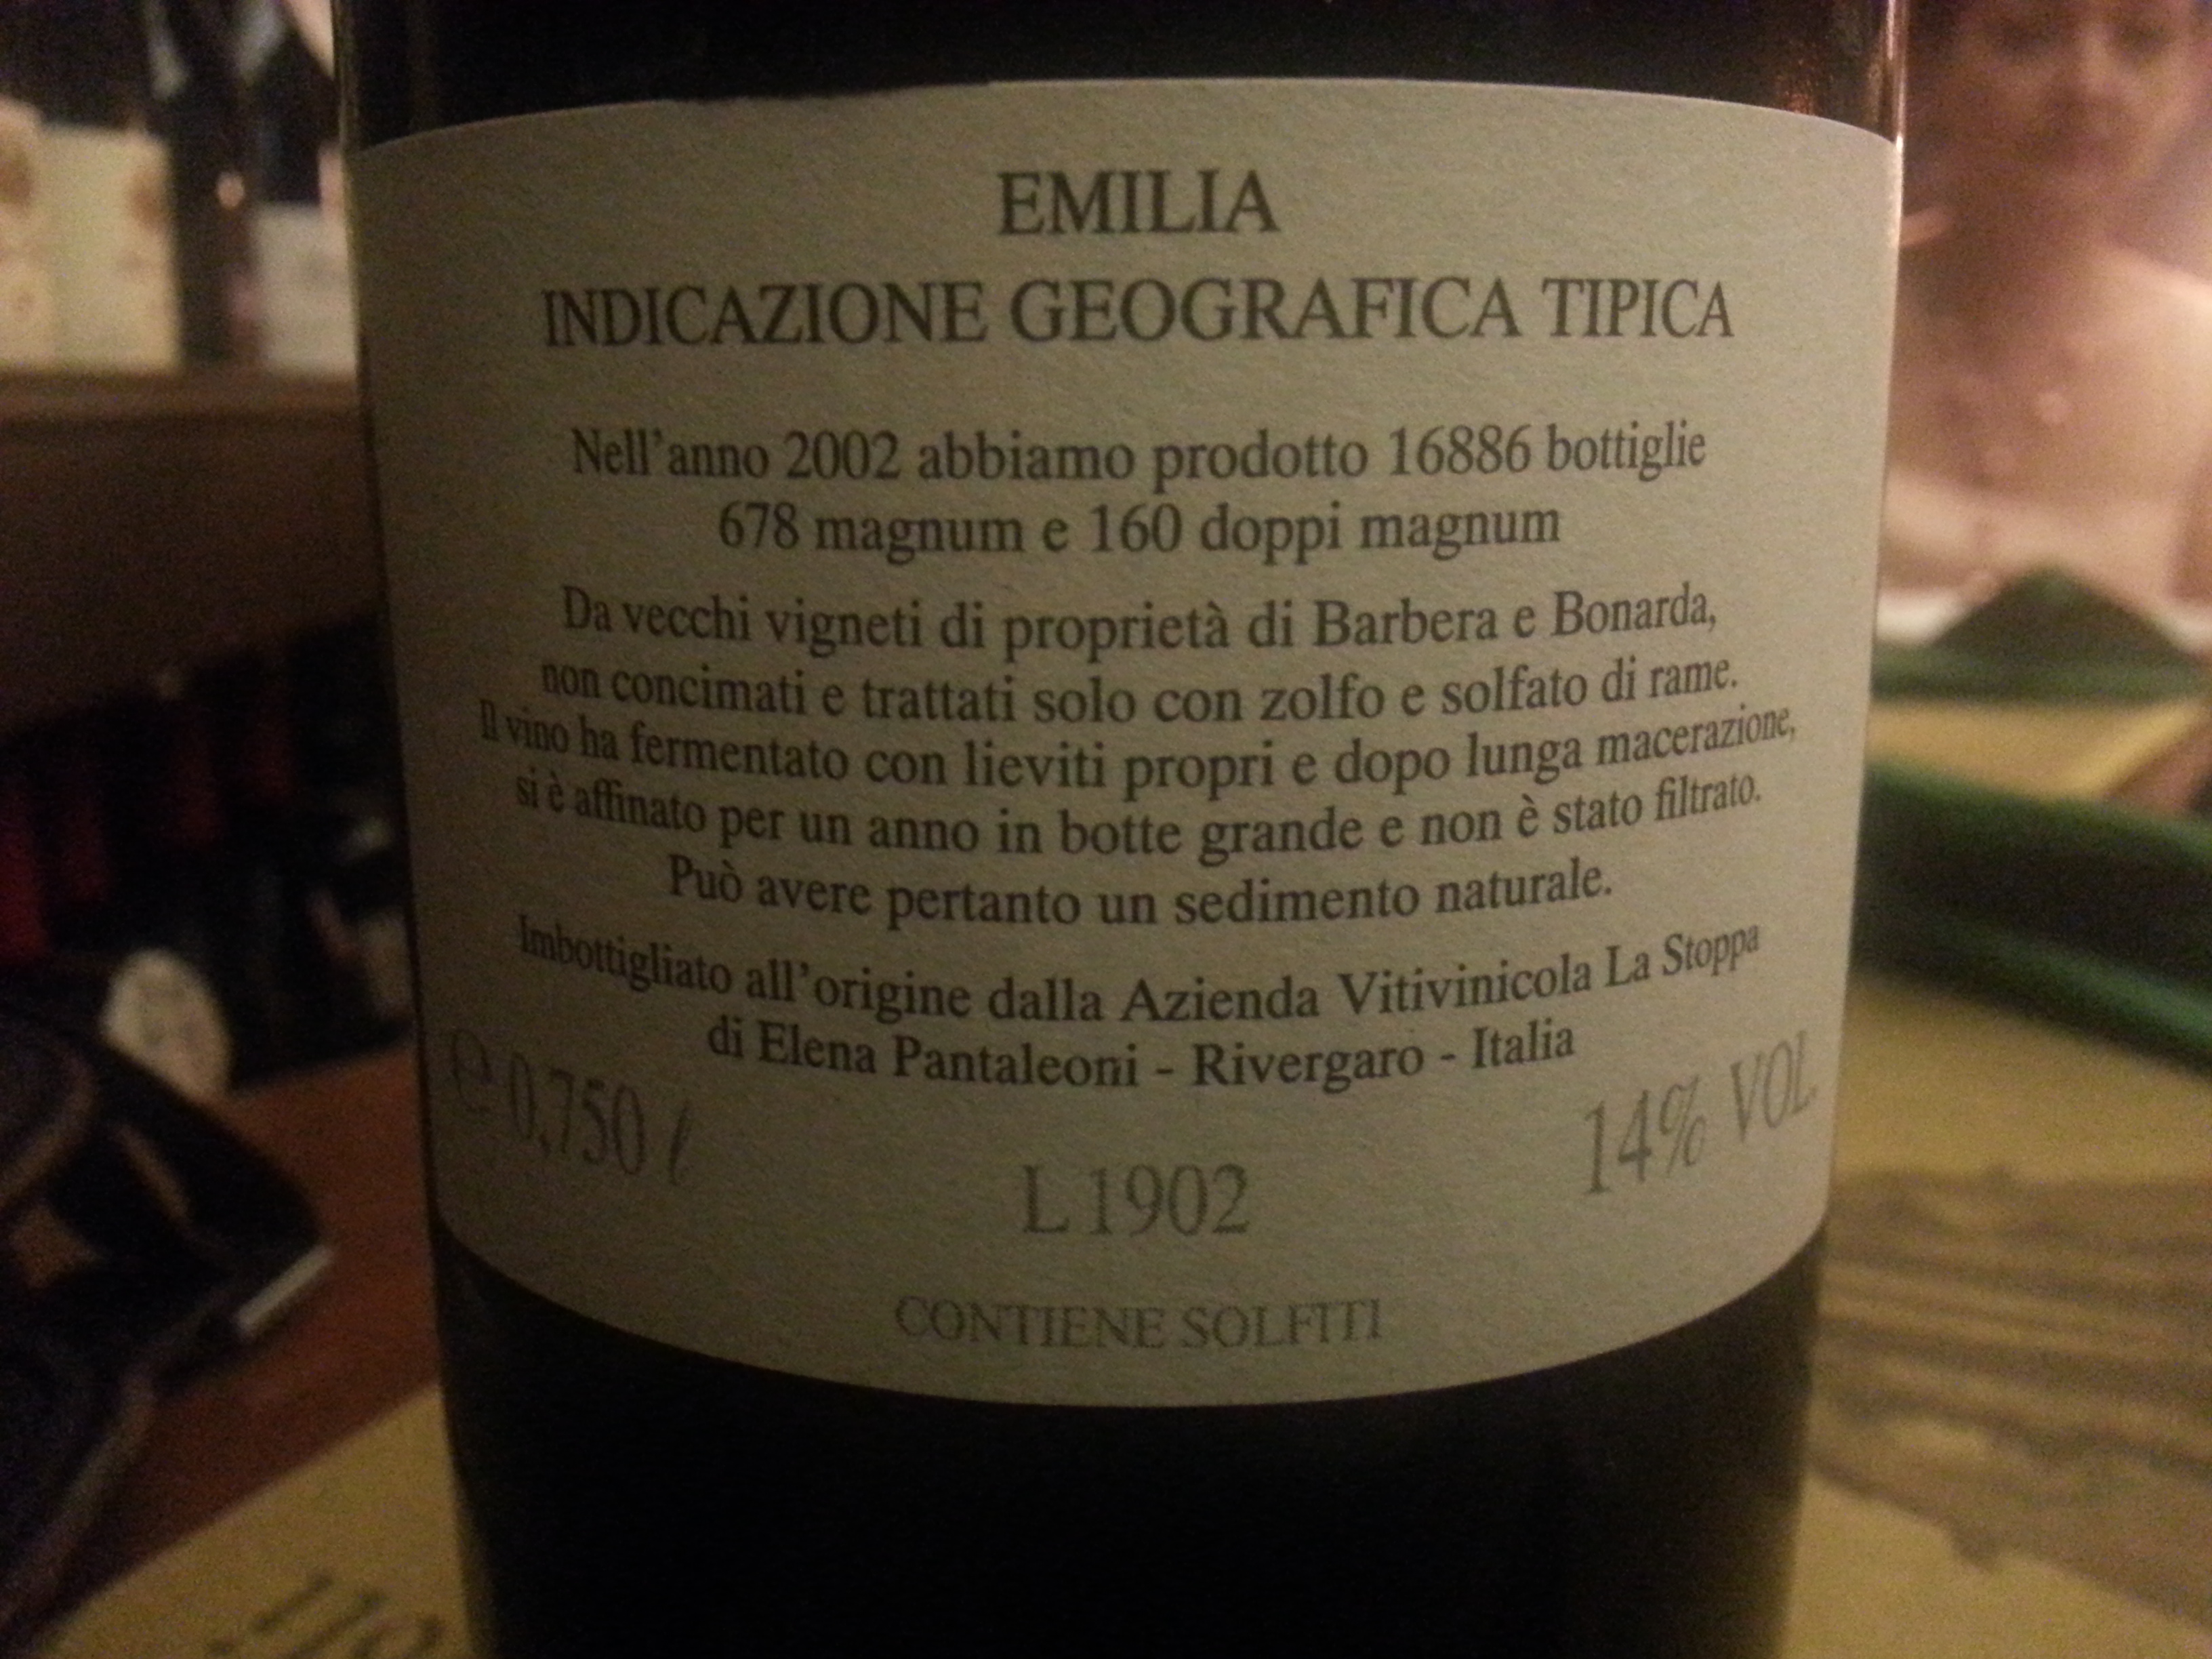 EMILIA
INDICAZIONE GEOGRAFICA TIPICA
Nell'anno 2002 abbiamo prodotto 16886 bottiglie
678 magnum e 160 doppi magnum
Da vecchi vigneti di proprietà di Barbera e Bonarda,
non concimati e trattati solo con zolfo e solfato di rame.
Il vino ha fermentato con lieviti propri e dopo lunga macerazione,
si è affinato per un anno in botte grande e non è stato filtrato.
Può avere pertanto un sedimento naturale.
Imbottigliato all'origine dalla Azienda Vitivinicola La Stoppa
di Elena Pantaleoni - Rivergaro - Italia
℮ 0,750 ℓ
14% VOL.
L 1902
CONTIENE SOLFITI